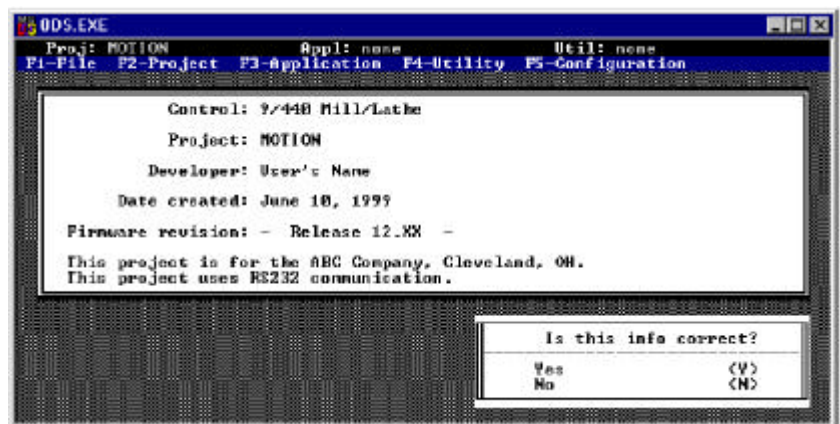 ODS.EXE
Proj: MOTION Appl: none Util: none
F1-File F2-Project F3-Application F4-Utility F5-Configuration
Control: 9/440 Mill/Lathe
Project: MOTION
Developer: User's Name
Date created: June 10, 1999
Firmware revision: - Release 12.XX -
This project is for the ABC Company, Cleveland, OH.
This project uses RS232 communication.
Is this info correct?
Yes (Y)
No (N)